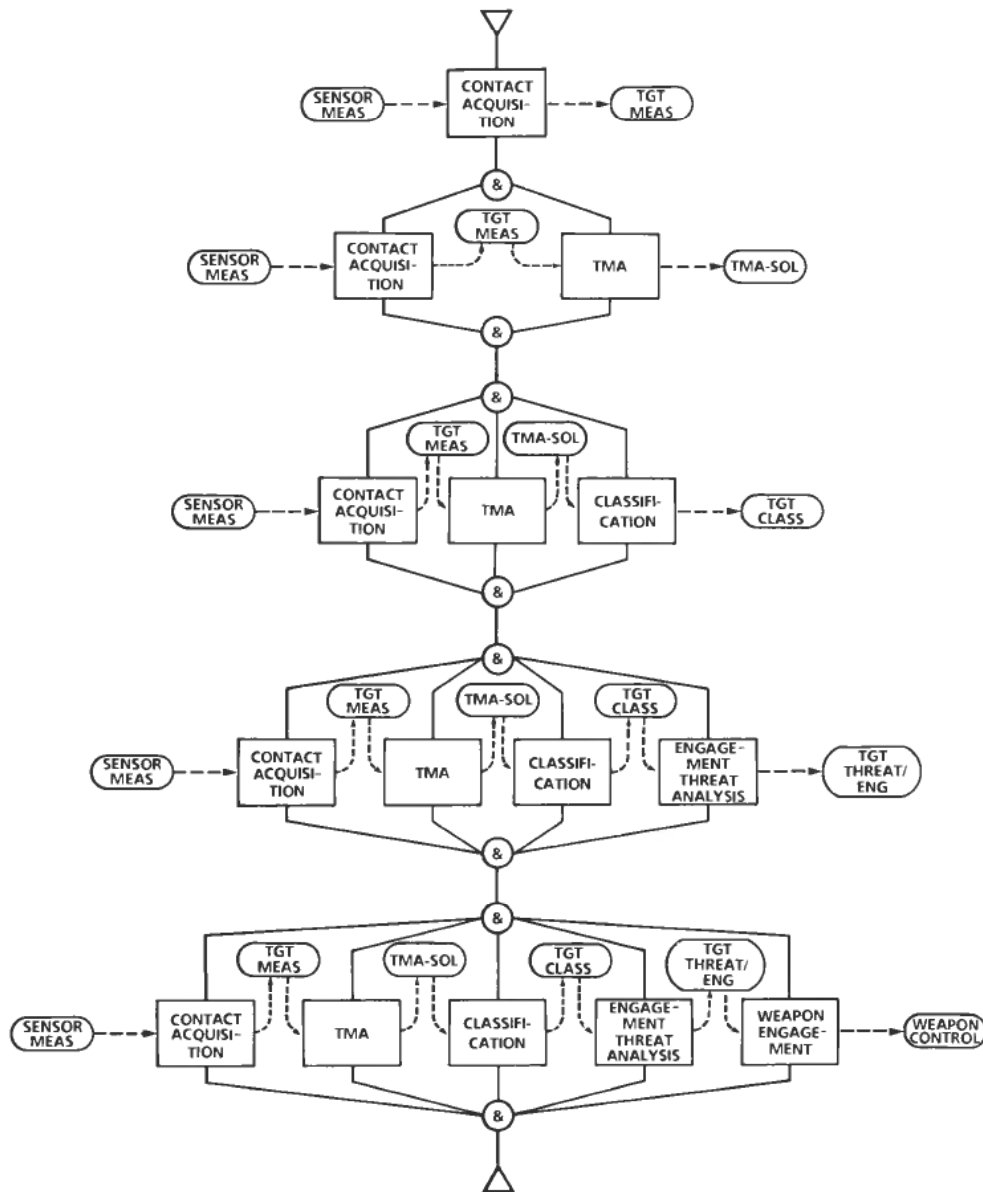 CONTACT
ACQUISI-
TION
SENSOR
MEAS
TGT
MEAS
&
TGT
MEAS
CONTACT
ACQUISI-
TION
SENSOR
MEAS
TMA
TMA-SOL
&
&
TGT
MEAS
TMA-SOL
SENSOR
MEAS
CONTACT
ACQUISI-
TION
TMA
CLASSIFI-
CATION
TGT
CLASS
&
&
TGT
MEAS
TMA-SOL
TGT
CLASS
SENSOR
MEAS
CONTACT
ACQUISI-
TION
TMA
CLASSIFI-
CATION
ENGAGE-
MENT
THREAT
ANALYSIS
TGT
THREAT/
ENG
&
&
TGT
MEAS
TMA-SOL
TGT
CLASS
TGT
THREAT/
ENG
SENSOR
MEAS
CONTACT
ACQUISI-
TION
TMA
CLASSIFI-
CATION
ENGAGE-
MENT
THREAT
ANALYSIS
WEAPON
ENGAGE-
MENT
WEAPON
CONTROL
&